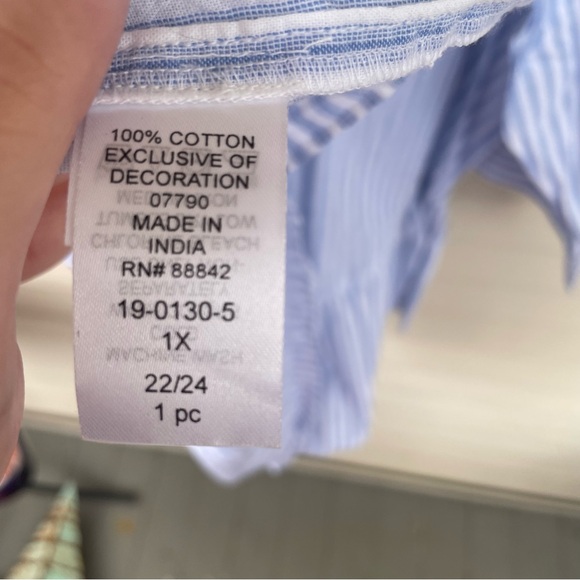 100% COTTON
EXCLUSIVE OF
DECORATION
07790
MADE IN
INDIA
RN# 88842
19-0130-5
1X
22/24
1 pc